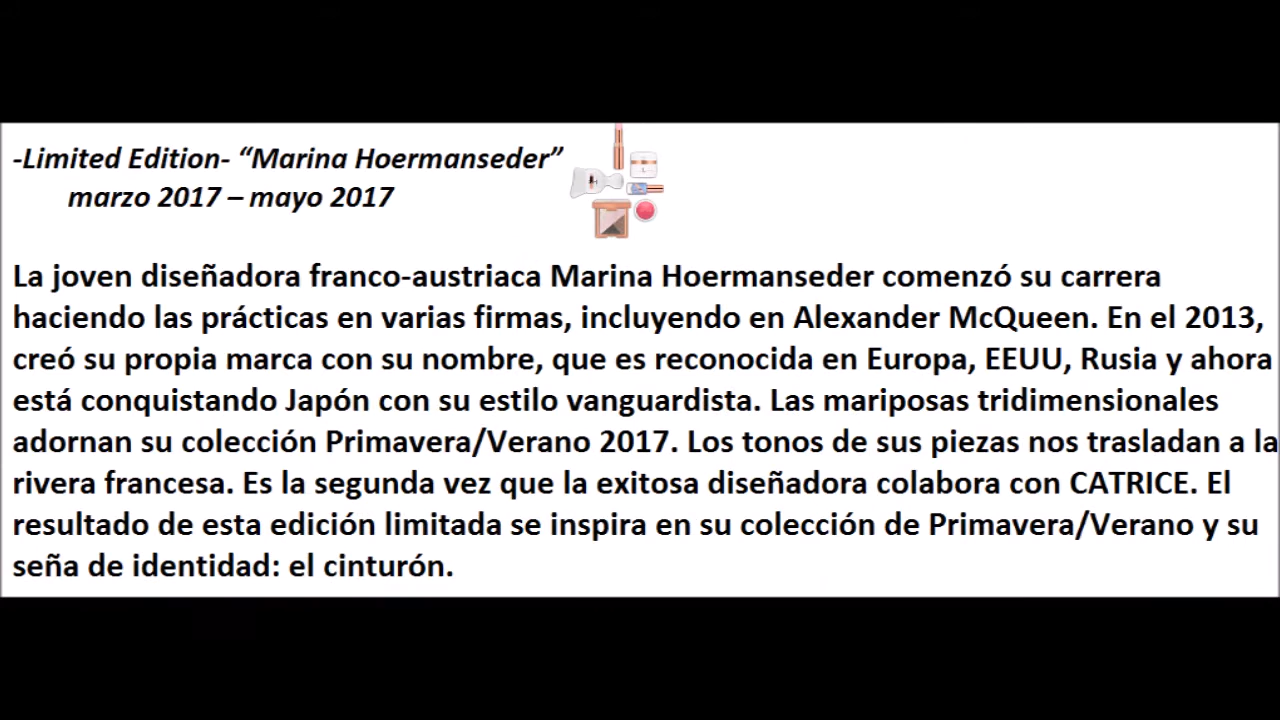 -Limited Edition- “Marina Hoermanseder”
marzo 2017 – mayo 2017
La joven diseñadora franco-austriaca Marina Hoermanseder comenzó su carrera
haciendo las prácticas en varias firmas, incluyendo en Alexander McQueen. En el 2013,
creó su propia marca con su nombre, que es reconocida en Europa, EEUU, Rusia y ahora
está conquistando Japón con su estilo vanguardista. Las mariposas tridimensionales
adornan su colección Primavera/Verano 2017. Los tonos de sus piezas nos trasladan a la
rivera francesa. Es la segunda vez que la exitosa diseñadora colabora con CATRICE. El
resultado de esta edición limitada se inspira en su colección de Primavera/Verano y su
seña de identidad: el cinturón.